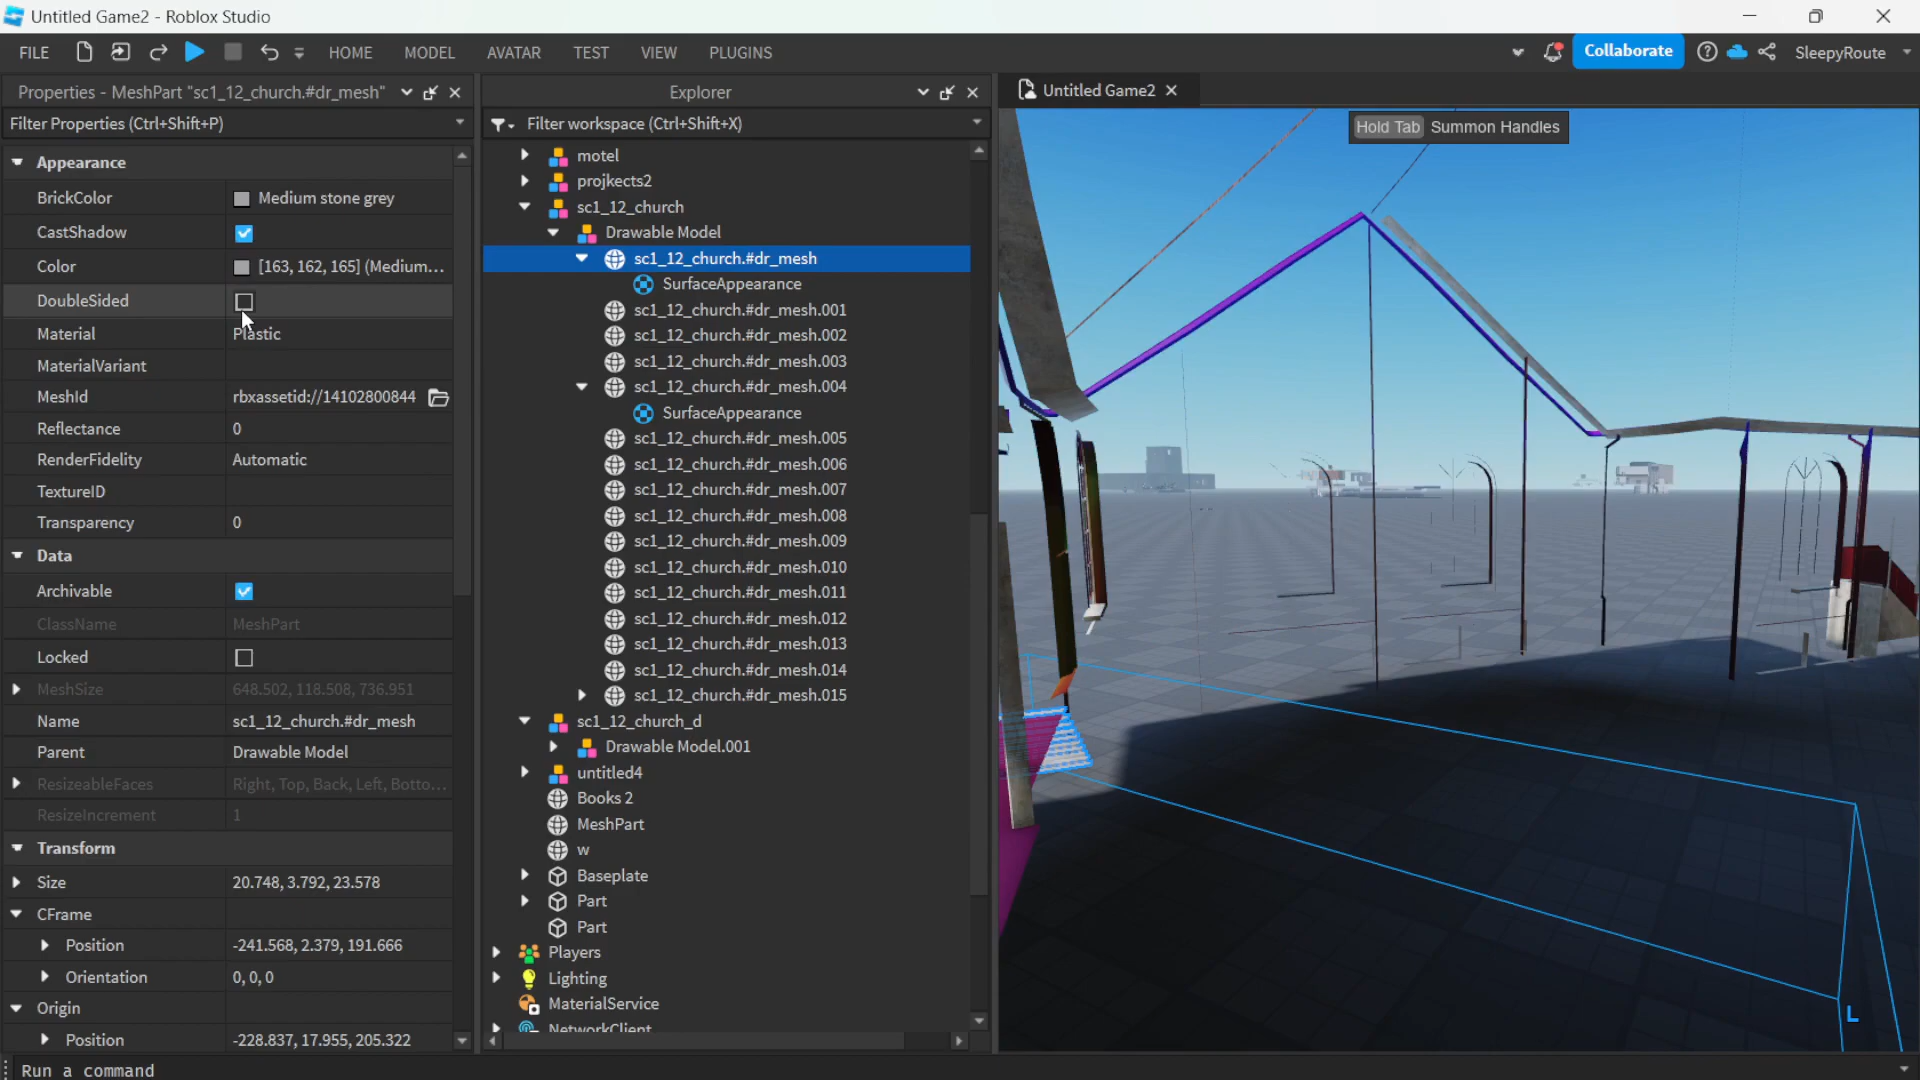 Untitled Game2 - Roblox Studio
FILE HOME MODEL AVATAR TEST VIEW PLUGINS Collaborate SleepyRoute
Properties - MeshPart "sc1_12_church.#dr_mesh"
Filter Properties (Ctrl+Shift+P)
Appearance
BrickColor Medium stone grey
CastShadow
Color [163, 162, 165] (Medium...
DoubleSided
Material Plastic
MaterialVariant
MeshId rbxassetid://14102800844
Reflectance 0
RenderFidelity Automatic
TextureID
Transparency 0
Data
Archivable
ClassName MeshPart
Locked
MeshSize 648.502, 118.508, 736.951
Name sc1_12_church.#dr_mesh
Parent Drawable Model
ResizeableFaces Right, Top, Back, Left, Botto...
ResizeIncrement 1
Transform
Size 20.748, 3.792, 23.578
CFrame
Position -241.568, 2.379, 191.666
Orientation 0, 0, 0
Origin
Position -228.837, 17.955, 205.322
Explorer
Filter workspace (Ctrl+Shift+X)
motel
projkects2
sc1_12_church
Drawable Model
sc1_12_church.#dr_mesh
SurfaceAppearance
sc1_12_church.#dr_mesh.001
sc1_12_church.#dr_mesh.002
sc1_12_church.#dr_mesh.003
sc1_12_church.#dr_mesh.004
SurfaceAppearance
sc1_12_church.#dr_mesh.005
sc1_12_church.#dr_mesh.006
sc1_12_church.#dr_mesh.007
sc1_12_church.#dr_mesh.008
sc1_12_church.#dr_mesh.009
sc1_12_church.#dr_mesh.010
sc1_12_church.#dr_mesh.011
sc1_12_church.#dr_mesh.012
sc1_12_church.#dr_mesh.013
sc1_12_church.#dr_mesh.014
sc1_12_church.#dr_mesh.015
sc1_12_church_d
Drawable Model.001
untitled4
Books 2
MeshPart
w
Baseplate
Part
Part
Players
Lighting
MaterialService
NetworkClient
Untitled Game2
Hold Tab Summon Handles
L
Run a command